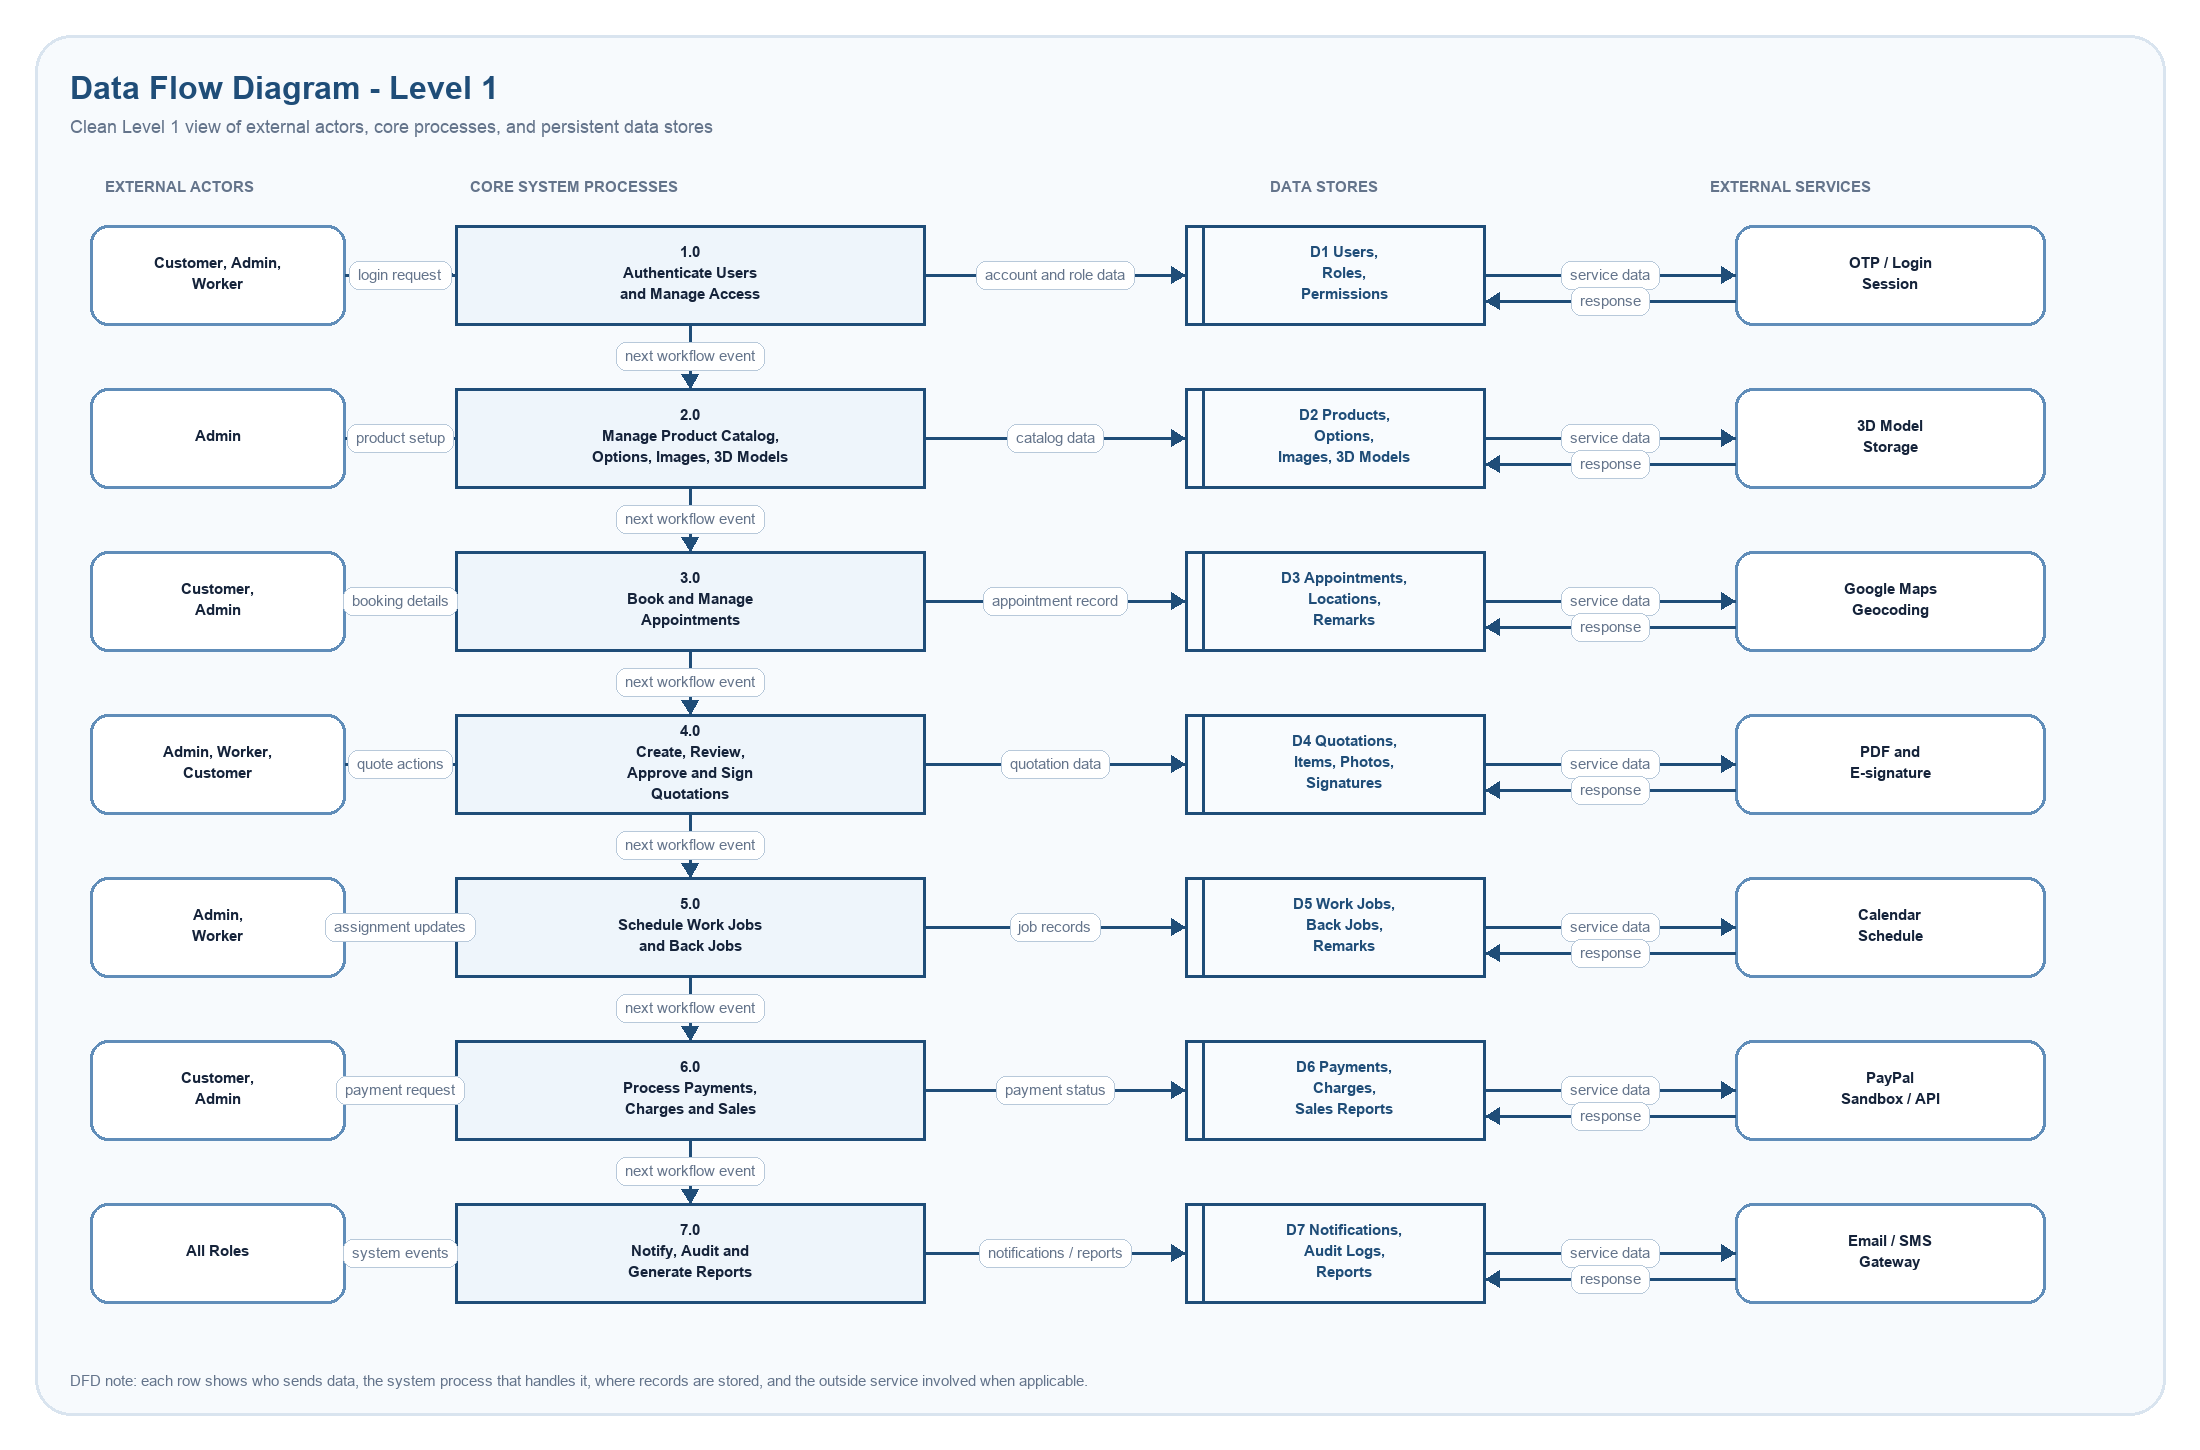 Data Flow Diagram - Level 1
Clean Level 1 view of external actors, core processes, and persistent data stores
EXTERNAL ACTORS
CORE SYSTEM PROCESSES
DATA STORES
EXTERNAL SERVICES
Customer, Admin,
Worker
login request
1.0
Authenticate Users
and Manage Access
account and role data
D1 Users,
Roles,
Permissions
service data
response
OTP / Login
Session
next workflow event
Admin
product setup
2.0
Manage Product Catalog,
Options, Images, 3D Models
catalog data
D2 Products,
Options,
Images, 3D Models
service data
response
3D Model
Storage
next workflow event
Customer,
Admin
booking details
3.0
Book and Manage
Appointments
appointment record
D3 Appointments,
Locations,
Remarks
service data
response
Google Maps
Geocoding
next workflow event
Admin, Worker,
Customer
quote actions
4.0
Create, Review,
Approve and Sign
Quotations
quotation data
D4 Quotations,
Items, Photos,
Signatures
service data
response
PDF and
E-signature
next workflow event
Admin,
Worker
assignment updates
5.0
Schedule Work Jobs
and Back Jobs
job records
D5 Work Jobs,
Back Jobs,
Remarks
service data
response
Calendar
Schedule
next workflow event
Customer,
Admin
payment request
6.0
Process Payments,
Charges and Sales
payment status
D6 Payments,
Charges,
Sales Reports
service data
response
PayPal
Sandbox / API
next workflow event
All Roles
system events
7.0
Notify, Audit and
Generate Reports
notifications / reports
D7 Notifications,
Audit Logs,
Reports
service data
response
Email / SMS
Gateway
DFD note: each row shows who sends data, the system process that handles it, where records are stored, and the outside service involved when applicable.